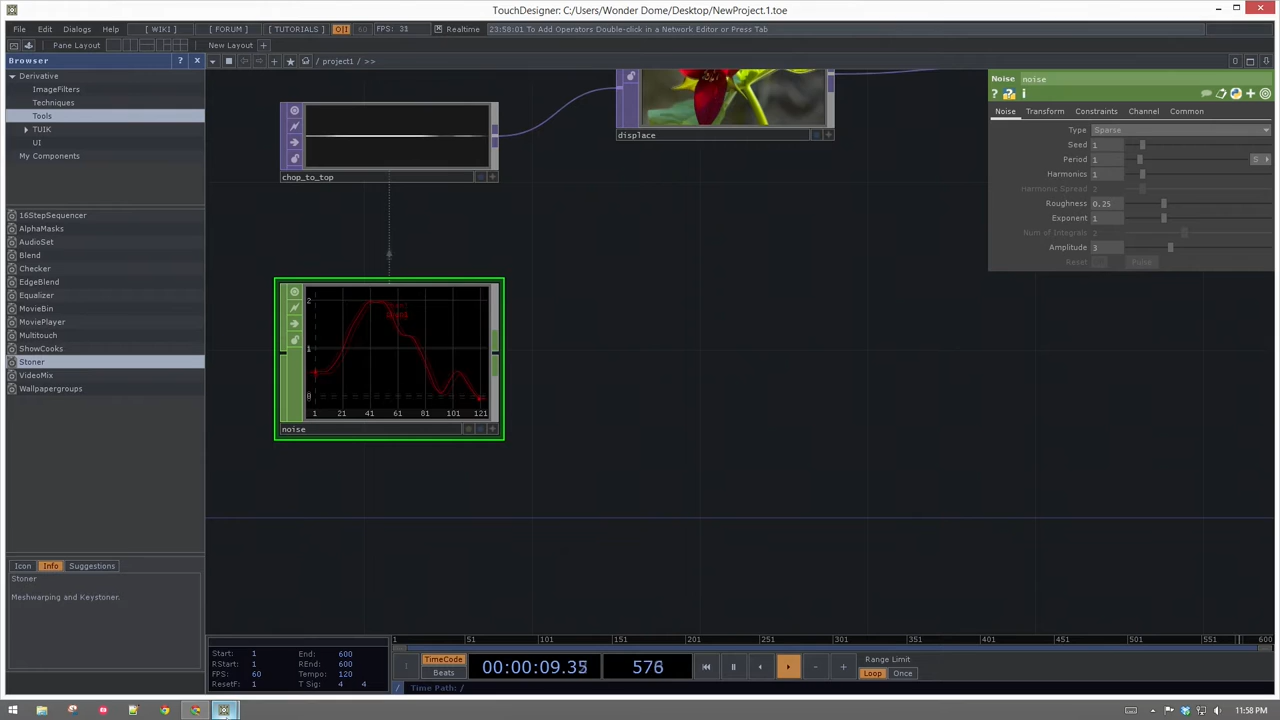 TouchDesigner: C:/Users/Wonder Dome/Desktop/NewProject.1.toe
File Edit Dialogs [ WIKI ] [ FORUM ] [ TUTORIALS ] O|I 60 FPS: 31 Realtime 23:58:01 To Add Operators Double-click in a Network Editor or Press Tab
Pane Layout New Layout +
Browser ? × / project1 / >> 0
Derivative
ImageFilters
Techniques
Tools
TUIK
UI
My Components
16StepSequencer
AlphaMasks
AudioSet
Blend
Checker
EdgeBlend
Equalizer
MovieBin
MoviePlayer
Multitouch
ShowCooks
Stoner
VideoMix
Wallpapergroups
Icon Info Suggestions
Stoner
Meshwarping and Keystoner.
displace
chop_to_top
2
1
0
1 21 41 61 81 101 121
noise
Noise noise
Noise Transform Constraints Channel Common
Type Sparse
Seed 1
Period 1 S
Harmonics 1
Harmonic Spread 2
Roughness 0.25
Exponent 1
Num of Integrals 2
Amplitude 3
Reset Pulse
1 51 101 151 201 251 301 351 401 451 501 551 600
Start: 1 End: 600
RStart: 1 REnd: 600
FPS: 60 Tempo: 120
ResetF: 1 T Sig: 4 4
TimeCode
Beats
00:00:09.35
576
Range Limit
Loop Once
/ Time Path: /
11:58 PM